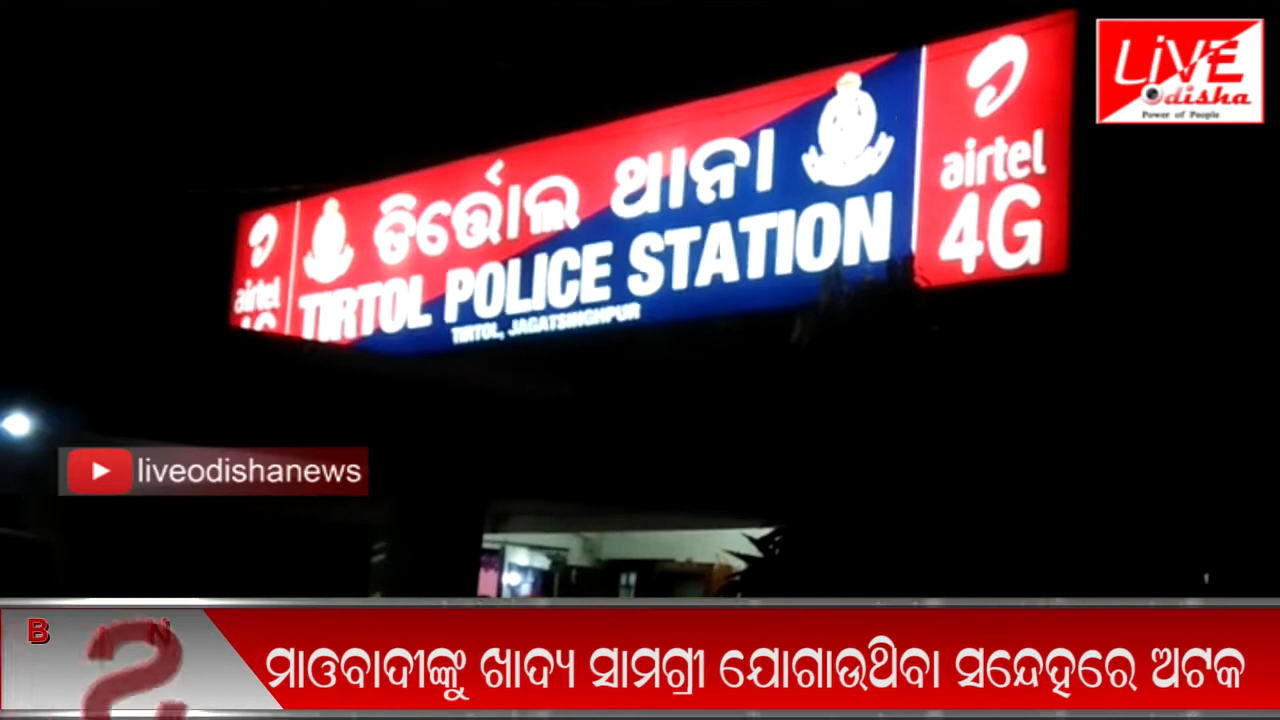 LiVE
Odisha
Power of People
airtel
4G
ତିର୍ତ୍ତୋଲ ଥାନା
TIRTOL POLICE STATION
TIRTOL, JAGATSINGHPUR
airtel
4G
liveodishanews
B N
ମାଓବାଦୀଙ୍କୁ ଖାଦ୍ୟ ସାମଗ୍ରୀ ଯୋଗାଉଥିବା ସନ୍ଦେହରେ ଅଟକ